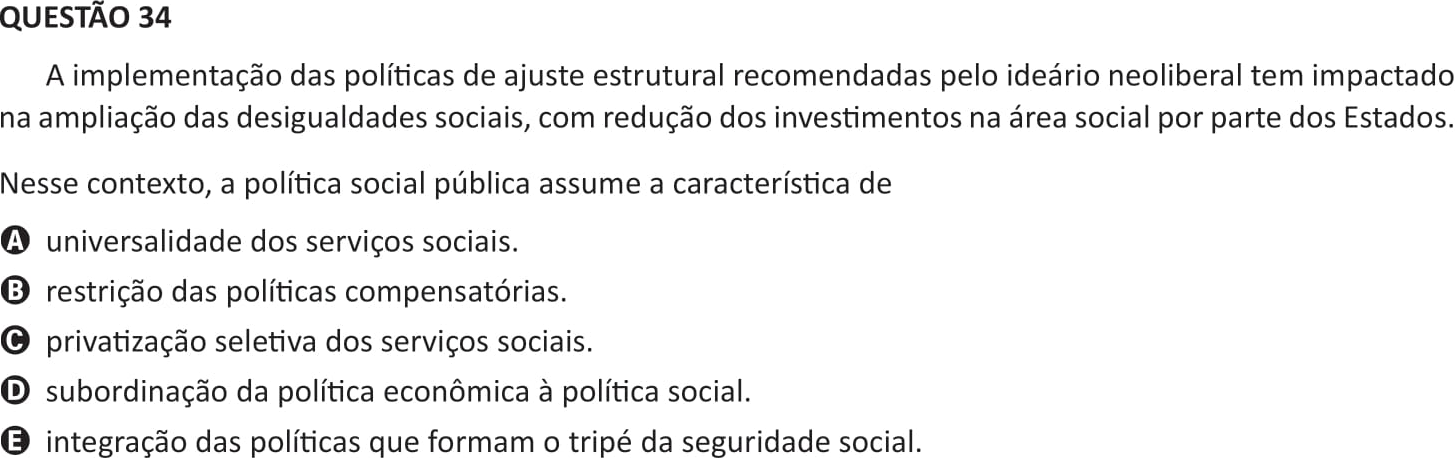 QUESTÃO 34
A implementação das políticas de ajuste estrutural recomendadas pelo ideário neoliberal tem impactado
na ampliação das desigualdades sociais, com redução dos investimentos na área social por parte dos Estados.
Nesse contexto, a política social pública assume a característica de
A universalidade dos serviços sociais.
B restrição das políticas compensatórias.
C privatização seletiva dos serviços sociais.
D subordinação da política econômica à política social.
E integração das políticas que formam o tripé da seguridade social.